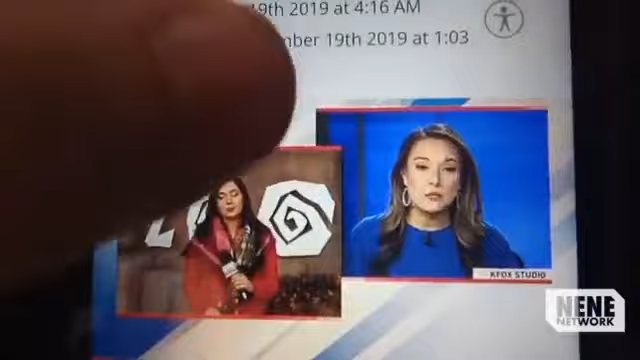 19th 2019 at 4:16 AM
mber 19th 2019 at 1:03
KFOX STUDIO
NENE
NETWORK